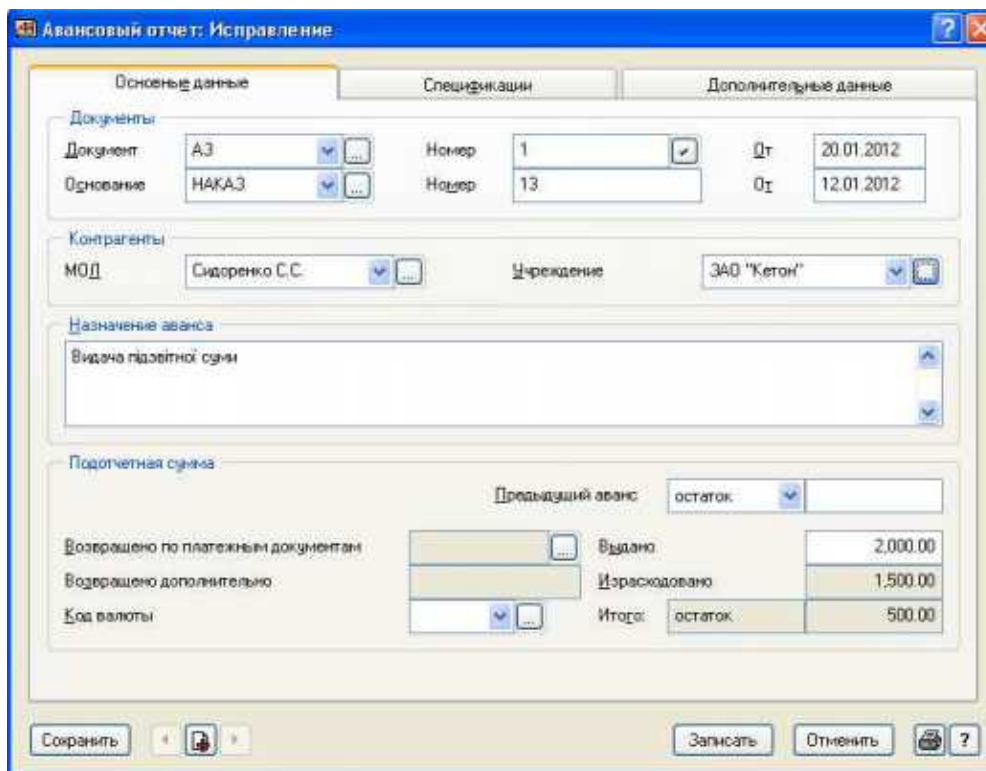 Авансовый отчет: Исправление
Основные данные Спецификации Дополнительные данные
Документы
Документ АЗ ... Номер 1 От 20.01.2012
Основание НАКАЗ ... Номер 13 От 12.01.2012
Контрагенты
МОД Сидоренко С.С. ... Учреждение ЗАО "Кетон" ...
Назначение аванса
Видача підзвітної суми
Подотчетная сумма
Предыдущий аванс остаток
Возвращено по платежным документам ... Выдано 2,000.00
Возвращено дополнительно Израсходовано 1,500.00
Код валюты ... Итого: остаток 500.00
Сохранить Записать Отменить ?